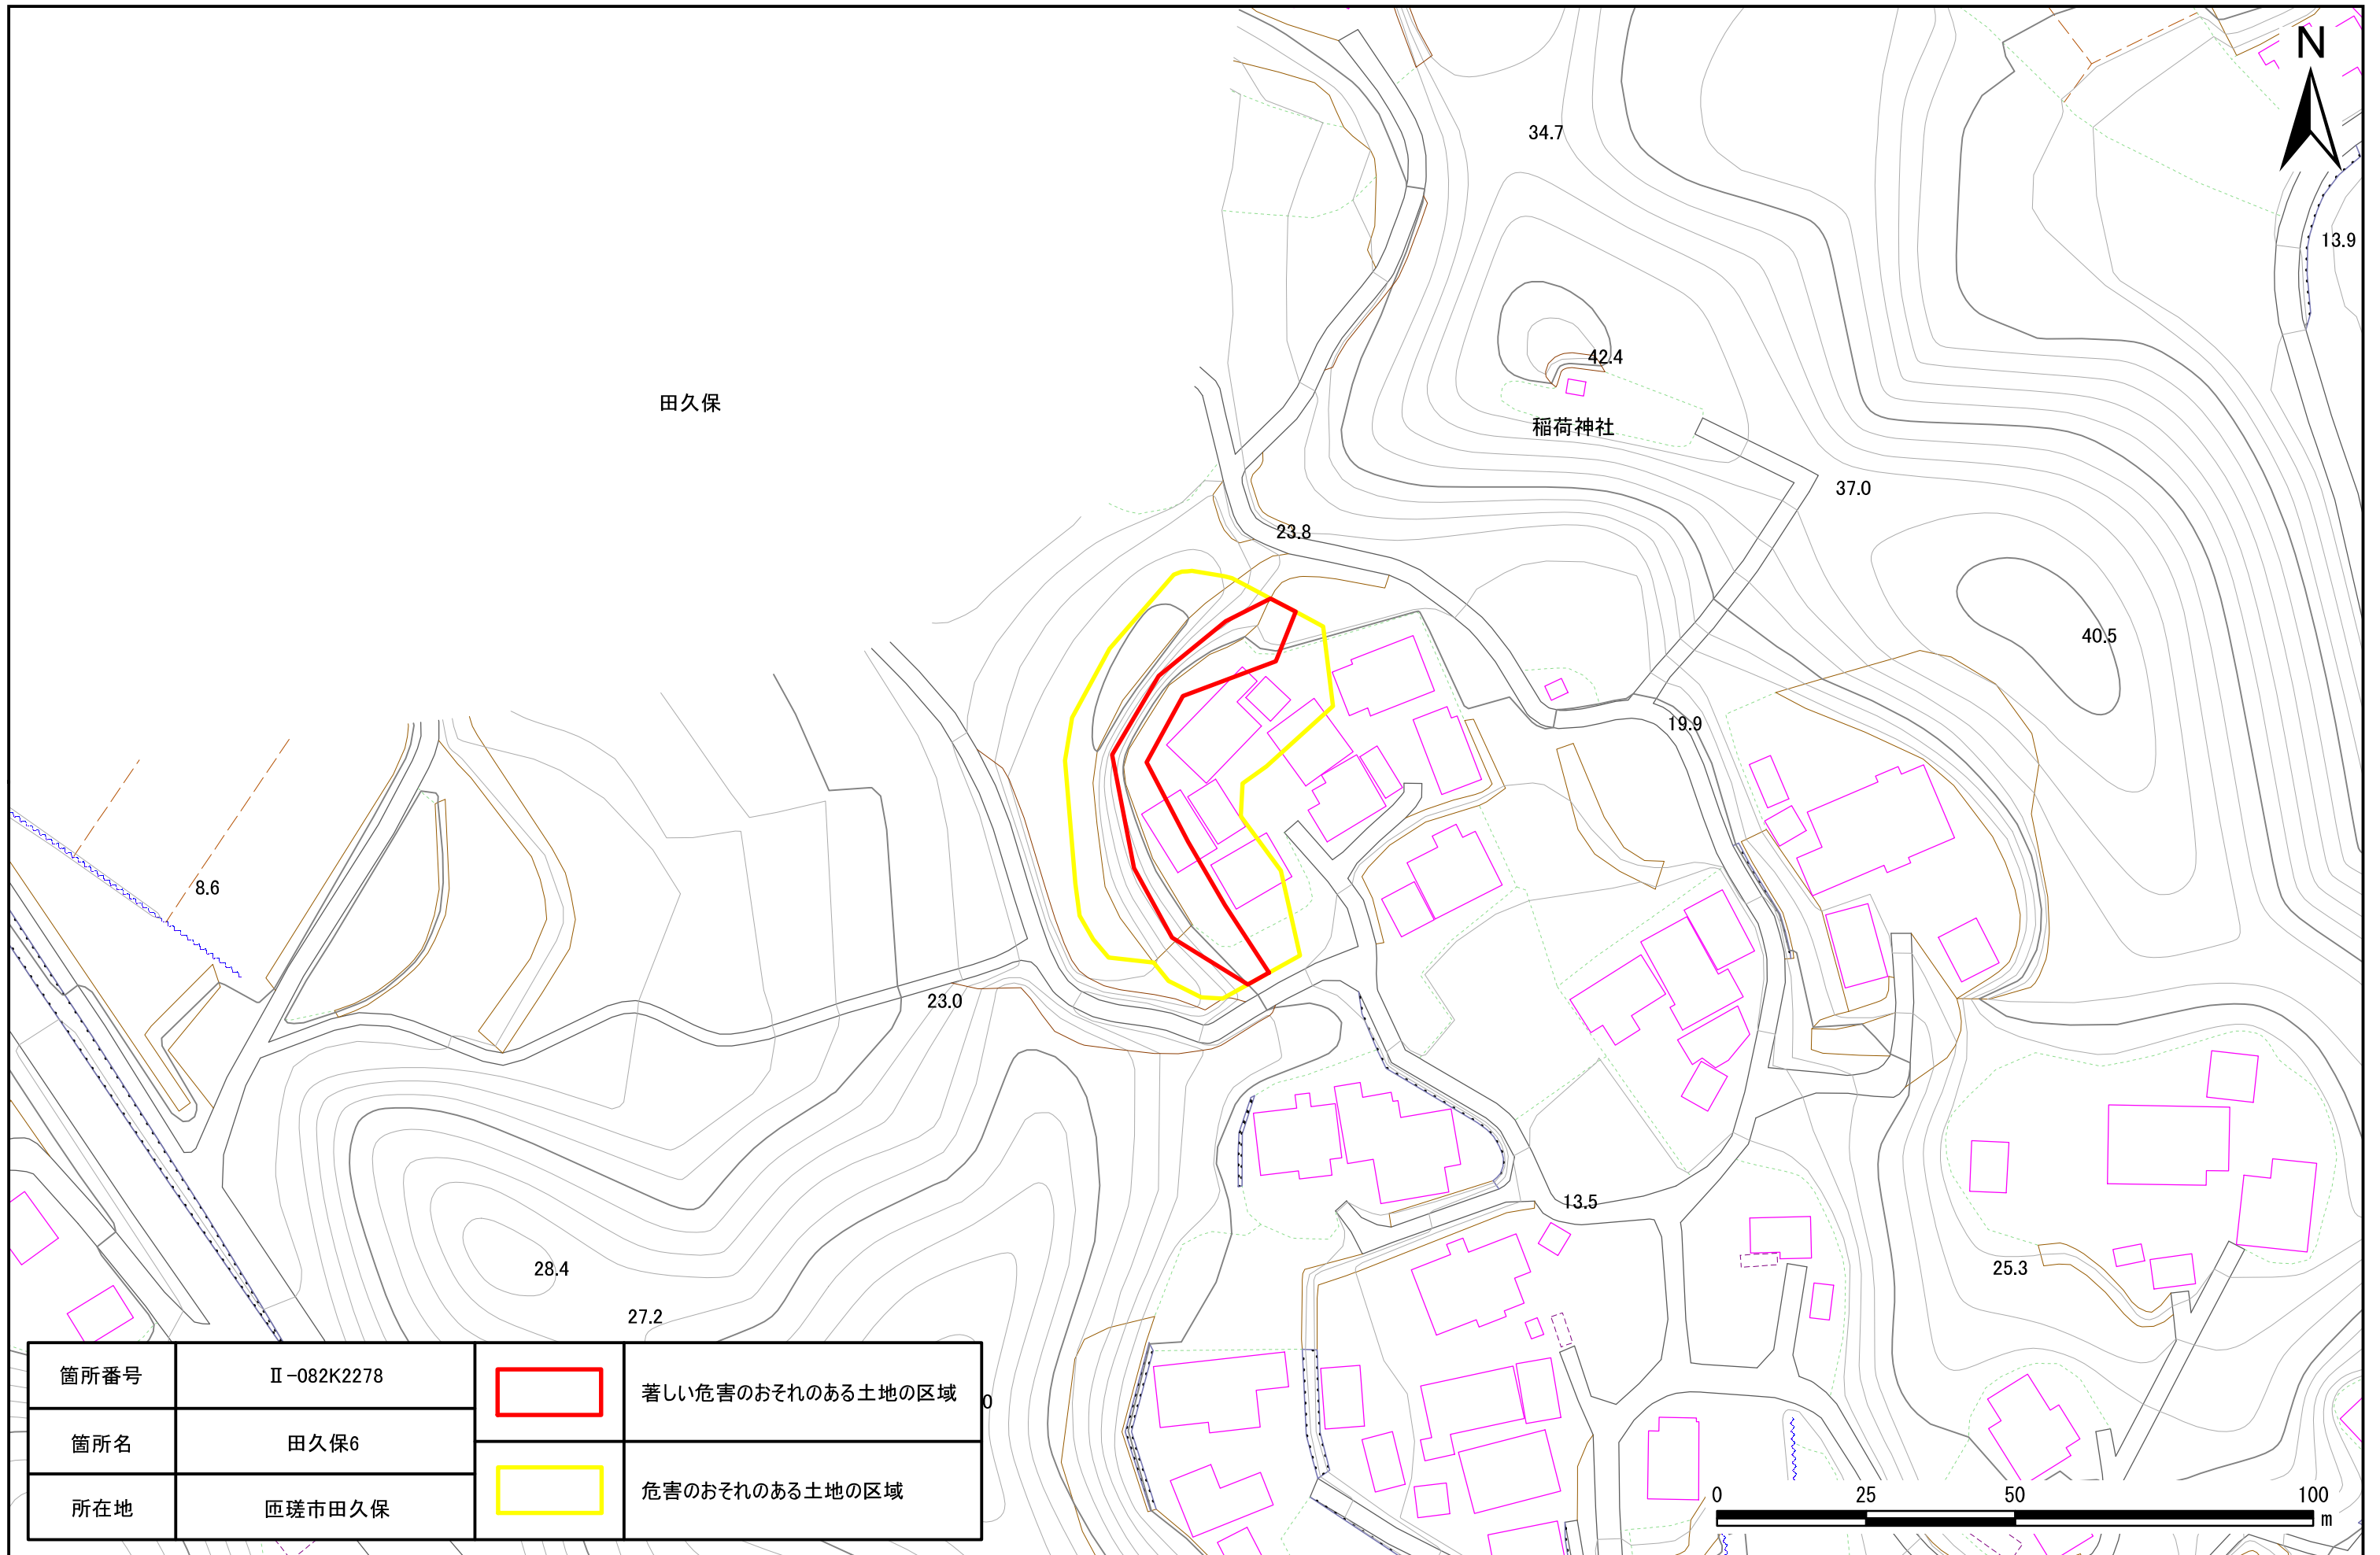 N
34.7
13.9
42.4
田久保
稲荷神社
37.0
23.8
40.5
19.9
8.6
23.0
13.5
28.4
25.3
27.2
箇所番号 Ⅱ-082K2278
著しい危害のおそれのある土地の区域
0
箇所名 田久保6
危害のおそれのある土地の区域
所在地 匝瑳市田久保
0 25 50 100
m